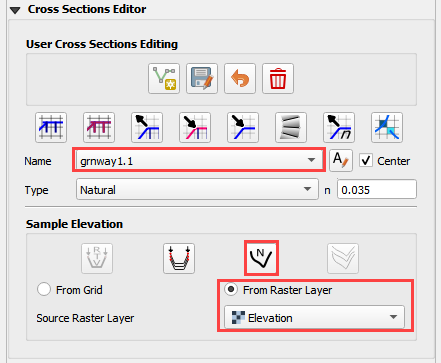 Cross Sections Editor
User Cross Sections Editing
Name grnway1.1 A Center
Type Natural n 0.035
Sample Elevation
N
From Grid From Raster Layer
Source Raster Layer Elevation